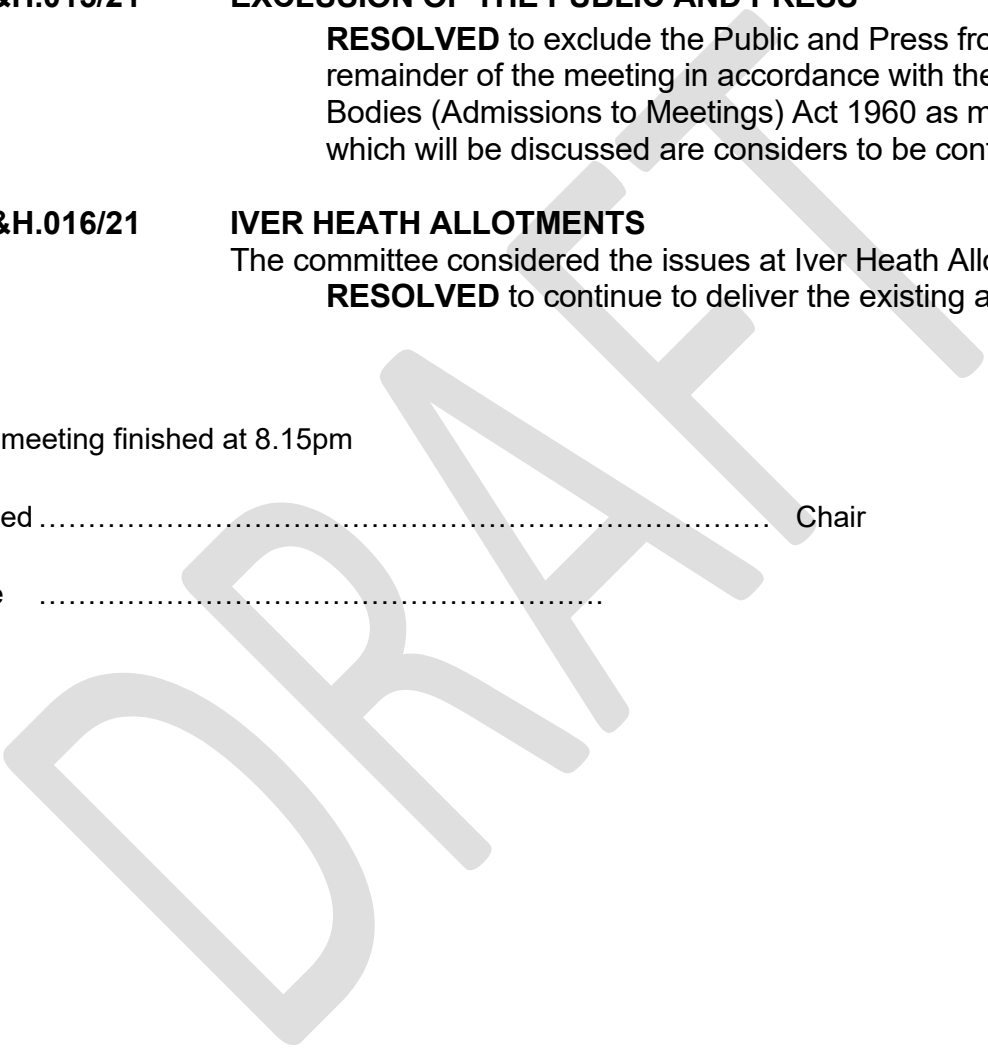 &H.015/21 EXCLUSION OF THE PUBLIC AND PRESS
RESOLVED to exclude the Public and Press fro
remainder of the meeting in accordance with the
Bodies (Admissions to Meetings) Act 1960 as m
which will be discussed are considers to be con
&H.016/21 IVER HEATH ALLOTMENTS
The committee considered the issues at Iver Heath Allo
RESOLVED to continue to deliver the existing a
meeting finished at 8.15pm
ed ........................................................................... Chair
e ..........................................................
DRAFT